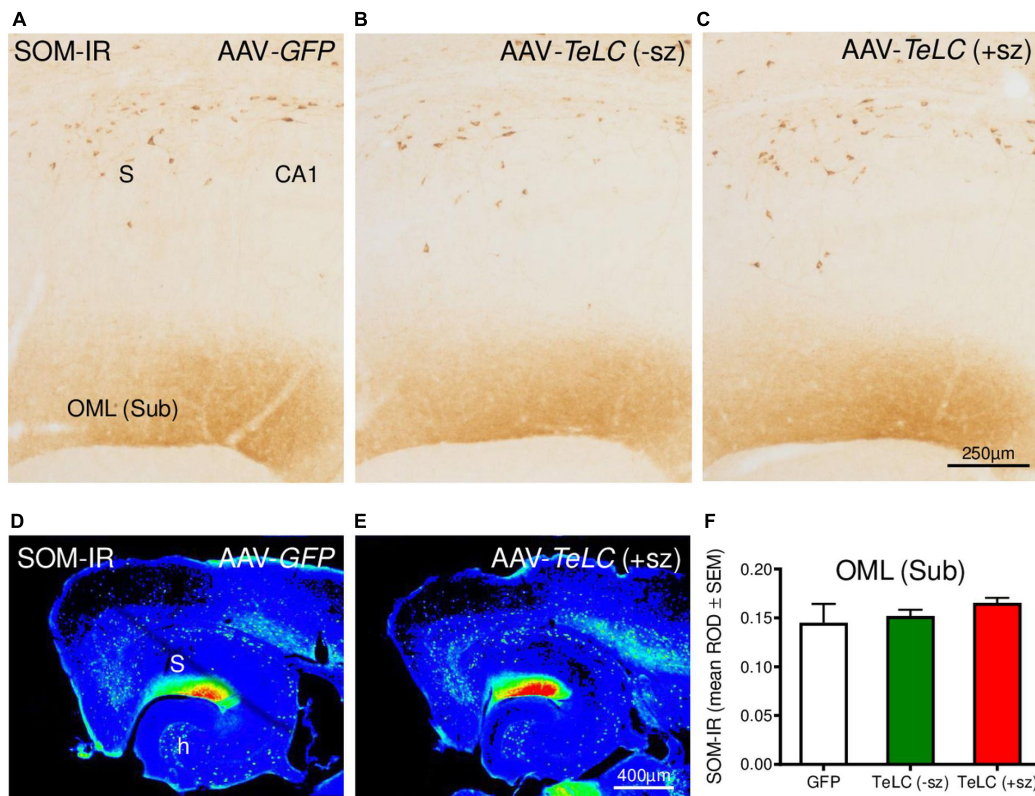 A
B
C
SOM-IR AAV-GFP
AAV-TeLC (-sz)
AAV-TeLC (+sz)
S
CA1
OML (Sub)
250µm
D
E
F
SOM-IR AAV-GFP
AAV-TeLC (+sz)
S
h
400µm
OML (Sub)
SOM-IR (mean ROD ± SEM)
0.20
0.15
0.10
0.05
0.00
GFP TeLC (-sz) TeLC (+sz)